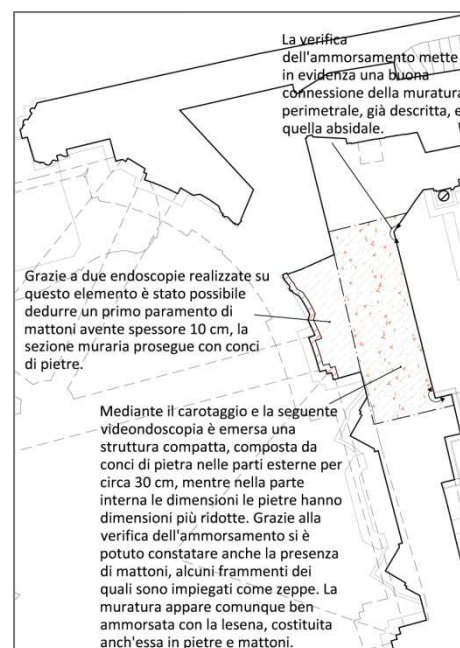 La verifica
dell'ammorsamento mette
in evidenza una buona
connessione della muratura
perimetrale, già descritta, e
quella absidale.
Grazie a due endoscopie realizzate su
questo elemento è stato possibile
dedurre un primo paramento di
mattoni avente spessore 10 cm, la
sezione muraria prosegue con conci
di pietre.
Mediante il carotaggio e la seguente
videondoscopia è emersa una
struttura compatta, composta da
conci di pietra nelle parti esterne per
circa 30 cm, mentre nella parte
interna le dimensioni le pietre hanno
dimensioni più ridotte. Grazie alla
verifica dell'ammorsamento si è
potuto constatare anche la presenza
di mattoni, alcuni frammenti dei
quali sono impiegati come zeppe. La
muratura appare comunque ben
ammorsata con la lesena, costituita
anch'essa in pietre e mattoni.